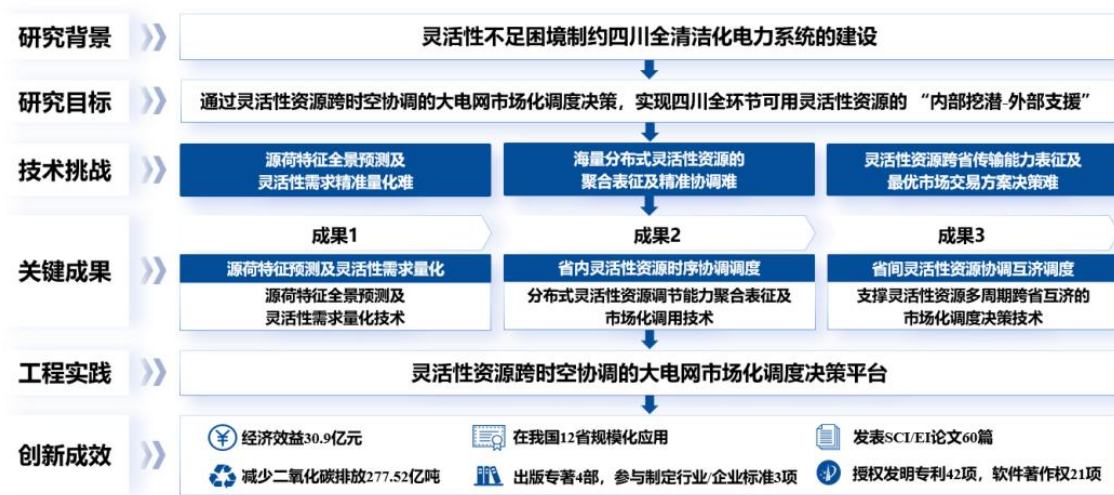 研究背景
灵活性不足困境制约四川全清洁化电力系统的建设
研究目标
通过灵活性资源跨时空协调的大电网市场化调度决策，实现四川全环节可用灵活性资源的 “内部挖潜-外部支援”
技术挑战
源荷特征全景预测及
灵活性需求精准量化难
海量分布式灵活性资源的
聚合表征及精准协调难
灵活性资源跨省传输能力表征及
最优市场交易方案决策难
关键成果
成果1
源荷特征预测及灵活性需求量化
源荷特征全景预测及
灵活性需求量化技术
成果2
省内灵活性资源时序协调调度
分布式灵活性资源调节能力聚合表征及
市场化调用技术
成果3
省间灵活性资源协调互济调度
支撑灵活性资源多周期跨省互济的
市场化调度决策技术
工程实践
灵活性资源跨时空协调的大电网市场化调度决策平台
创新成效
经济效益30.9亿元
在我国12省规模化应用
发表SCI/EI论文60篇
减少二氧化碳排放277.52亿吨
出版专著4部，参与制定行业/企业标准3项
授权发明专利42项，软件著作权21项